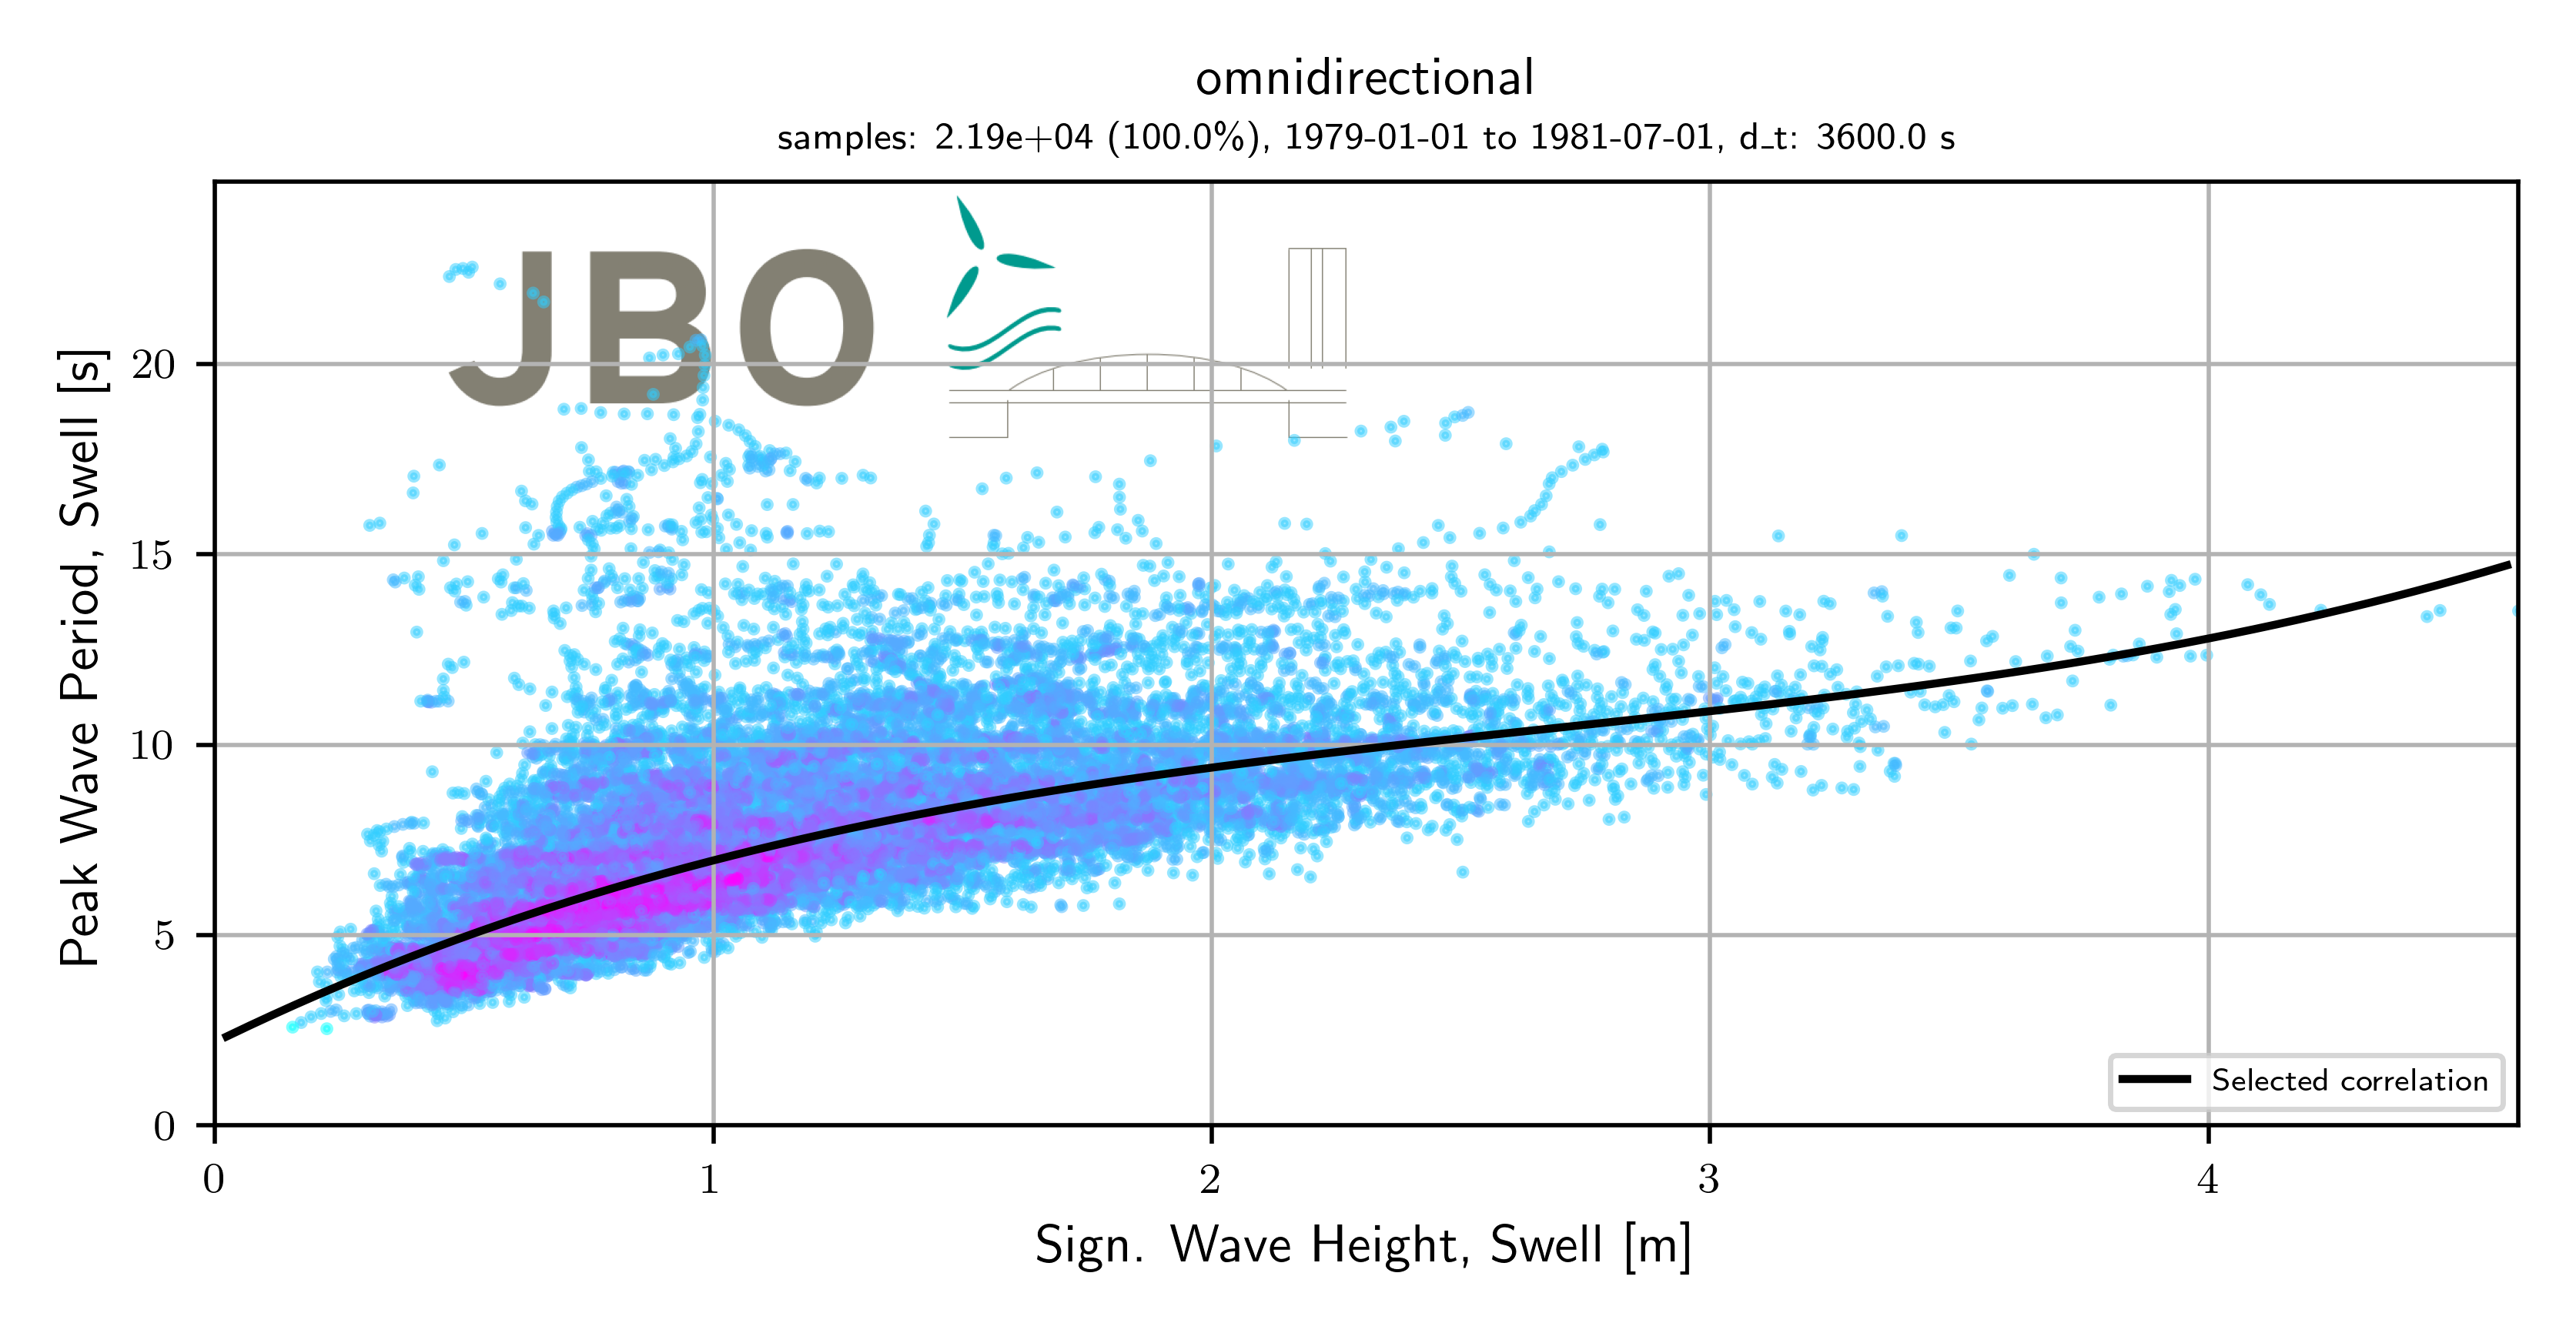 omnidirectional
samples: 2.19e+04 (100.0%), 1979-01-01 to 1981-07-01, d_t: 3600.0 s
JBO
Peak Wave Period, Swell [s]
20
15
10
5
0
0 1 2 3 4
Sign. Wave Height, Swell [m]
Selected correlation